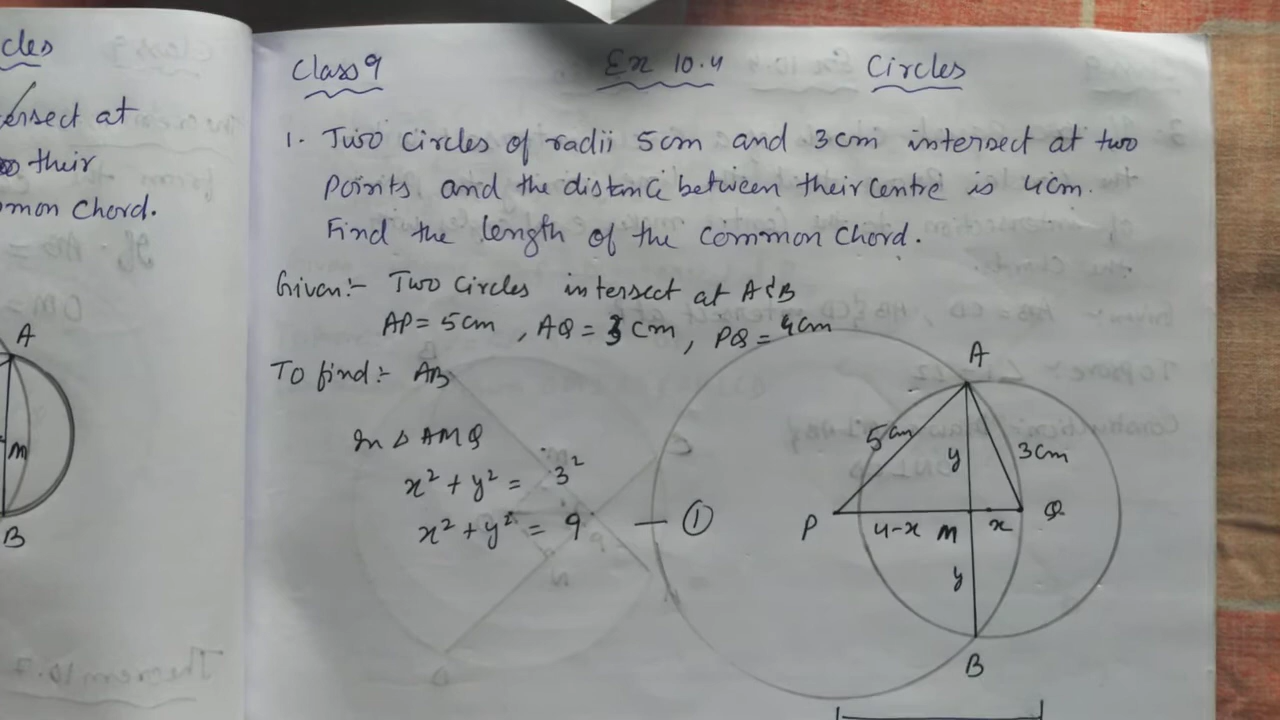 cles
ersect at
their
mon Chord.
A
m
B
Class 9 Ex 10.4 Circles
1. Two circles of radii 5cm and 3cm intersect at two
points and the distance between their centre is 4cm.
Find the length of the common chord.
Given:- Two Circles intersect at A & B
AP = 5cm, AQ = 3cm, PQ = 4cm
To find:- AB
In △ AMQ
x² + y² = 3²
x² + y² = 9 — ①
A
5cm
y
3cm
P 4-x M x Q
y
B